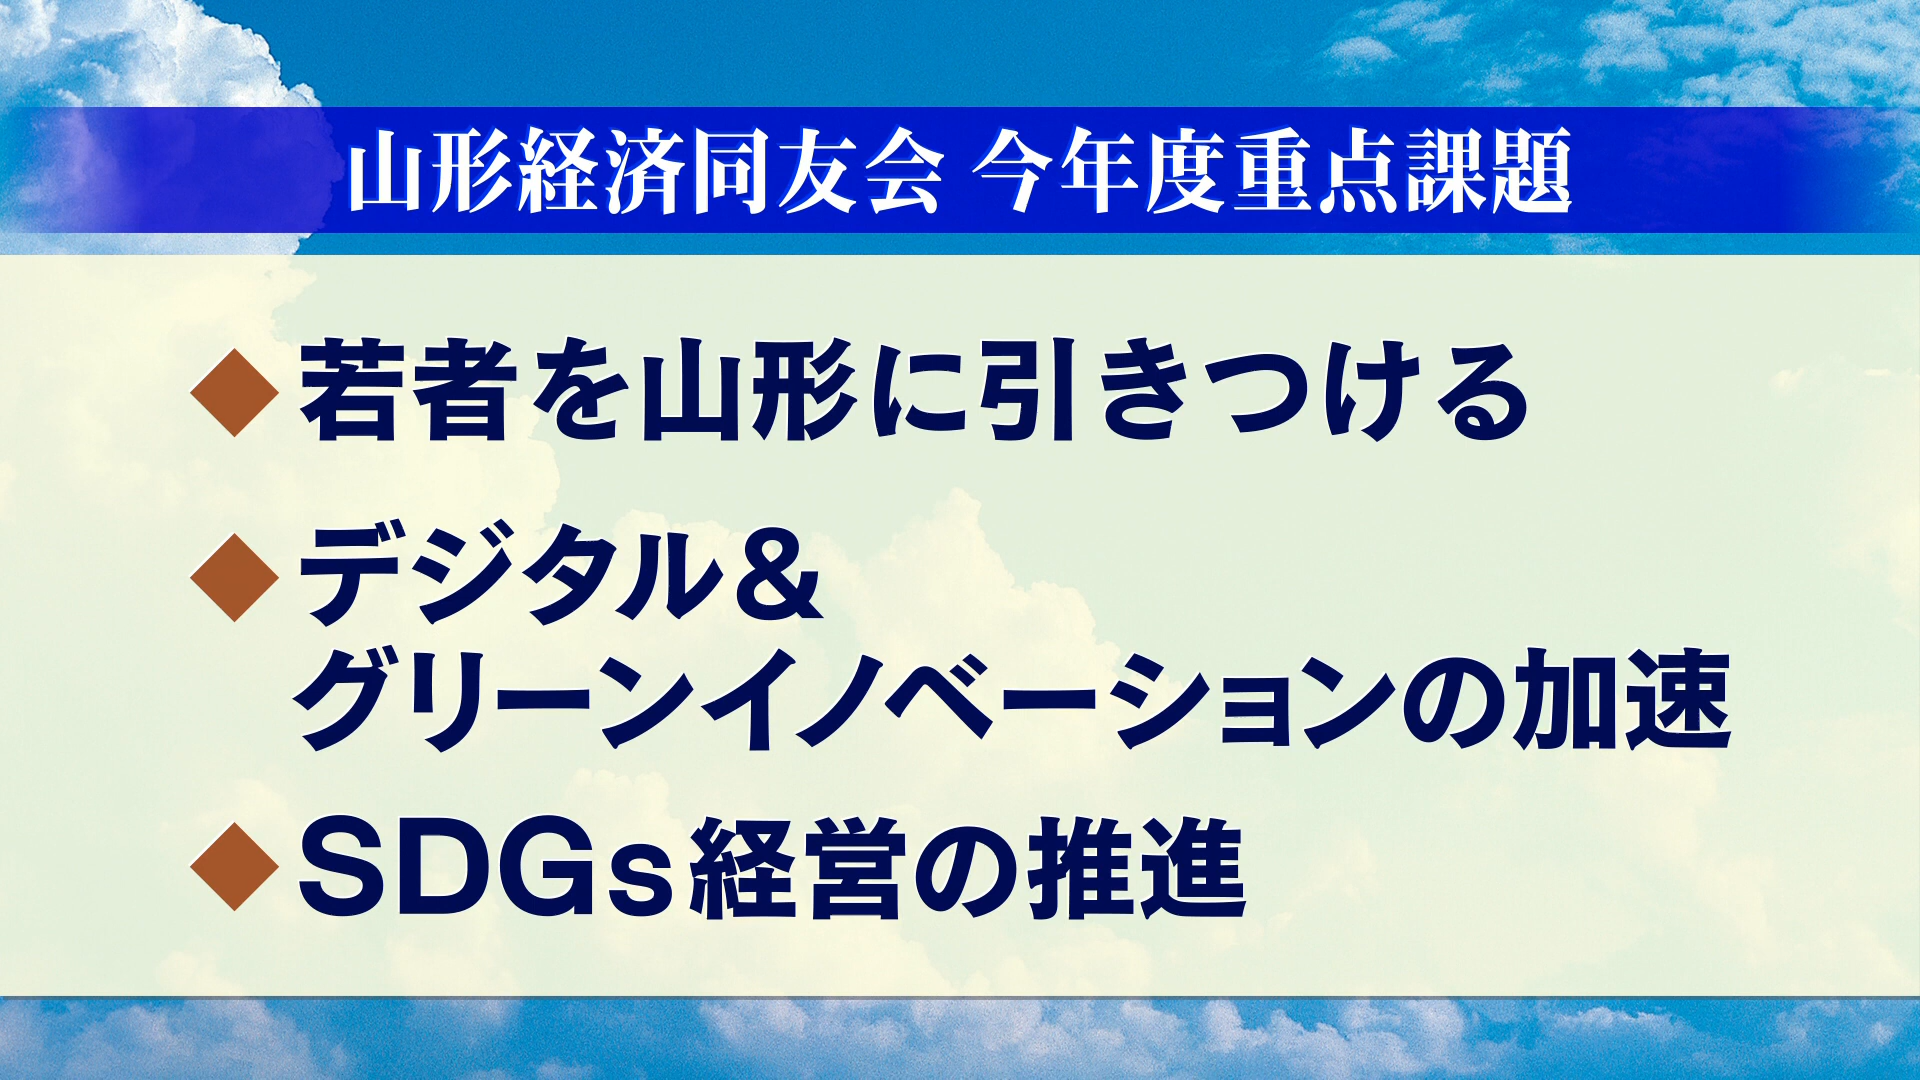 山形経済同友会 今年度重点課題
◆若者を山形に引きつける
◆デジタル&
グリーンイノベーションの加速
◆SDGs経営の推進